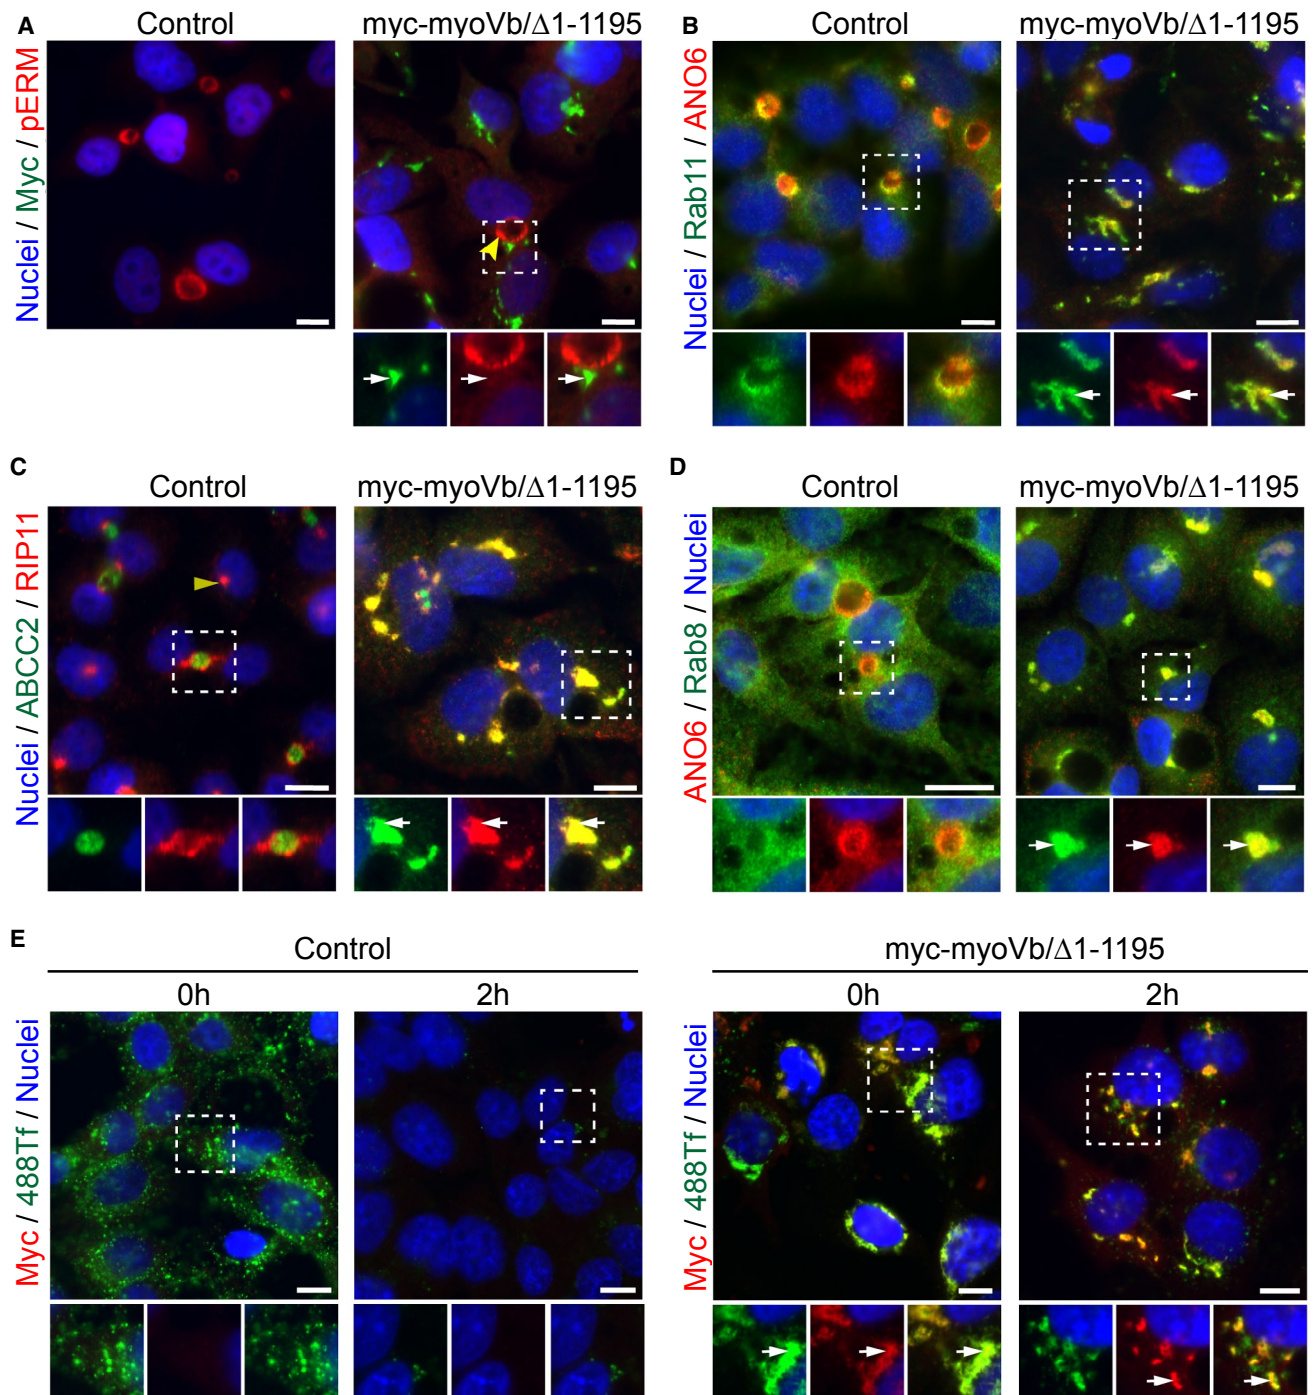 A
Control
myc-myoVb/Δ1-1195
Nuclei / Myc / pERM
B
Control
myc-myoVb/Δ1-1195
Nuclei / Rab11 / ANO6
C
Control
myc-myoVb/Δ1-1195
Nuclei / ABCC2 / RIP11
D
Control
myc-myoVb/Δ1-1195
ANO6 / Rab8 / Nuclei
E
Control
0h
2h
Myc / 488Tf / Nuclei
myc-myoVb/Δ1-1195
0h
2h
Myc / 488Tf / Nuclei